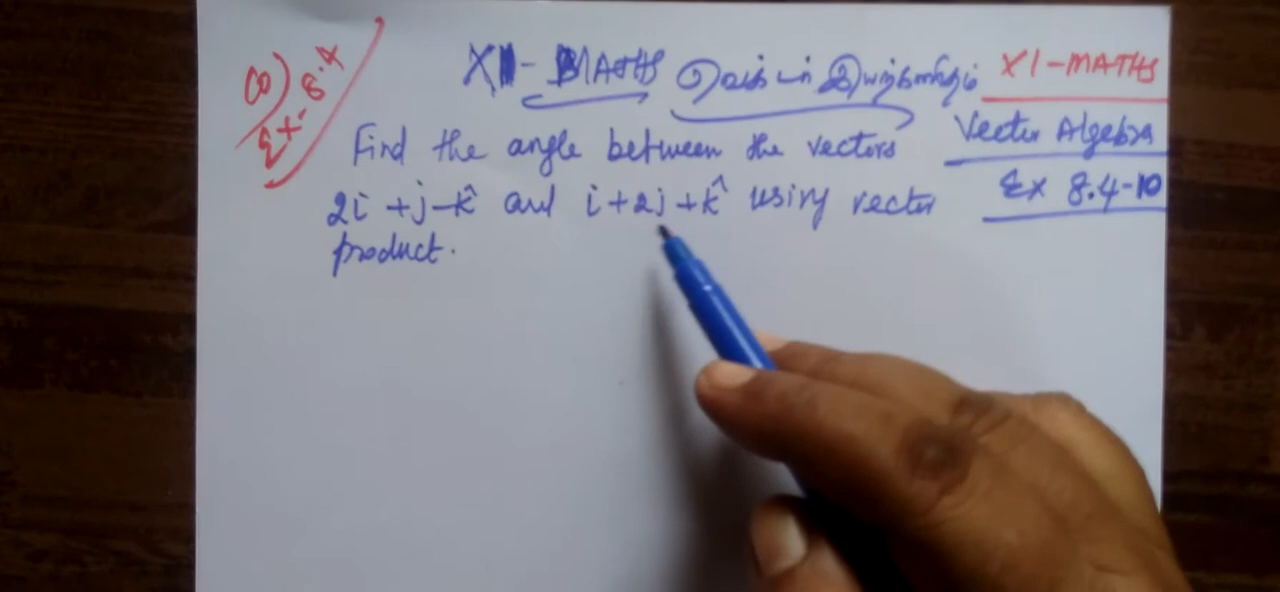 10)
Ex- 8.4
XI - MATHS
XI-MATHS
Vector Algebra
Ex 8.4-10
Find the angle between the vectors
2i + j - k̂ and i + 2j + k̂ using vector
product.